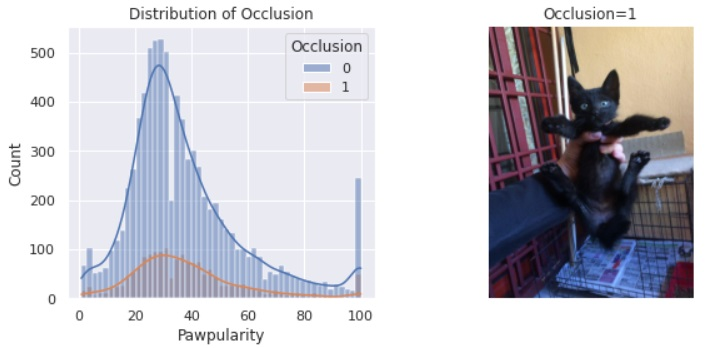 Distribution of Occlusion
Occlusion=1
Occlusion
0
1
500
400
300
200
100
0
Count
0 20 40 60 80 100
Pawpularity